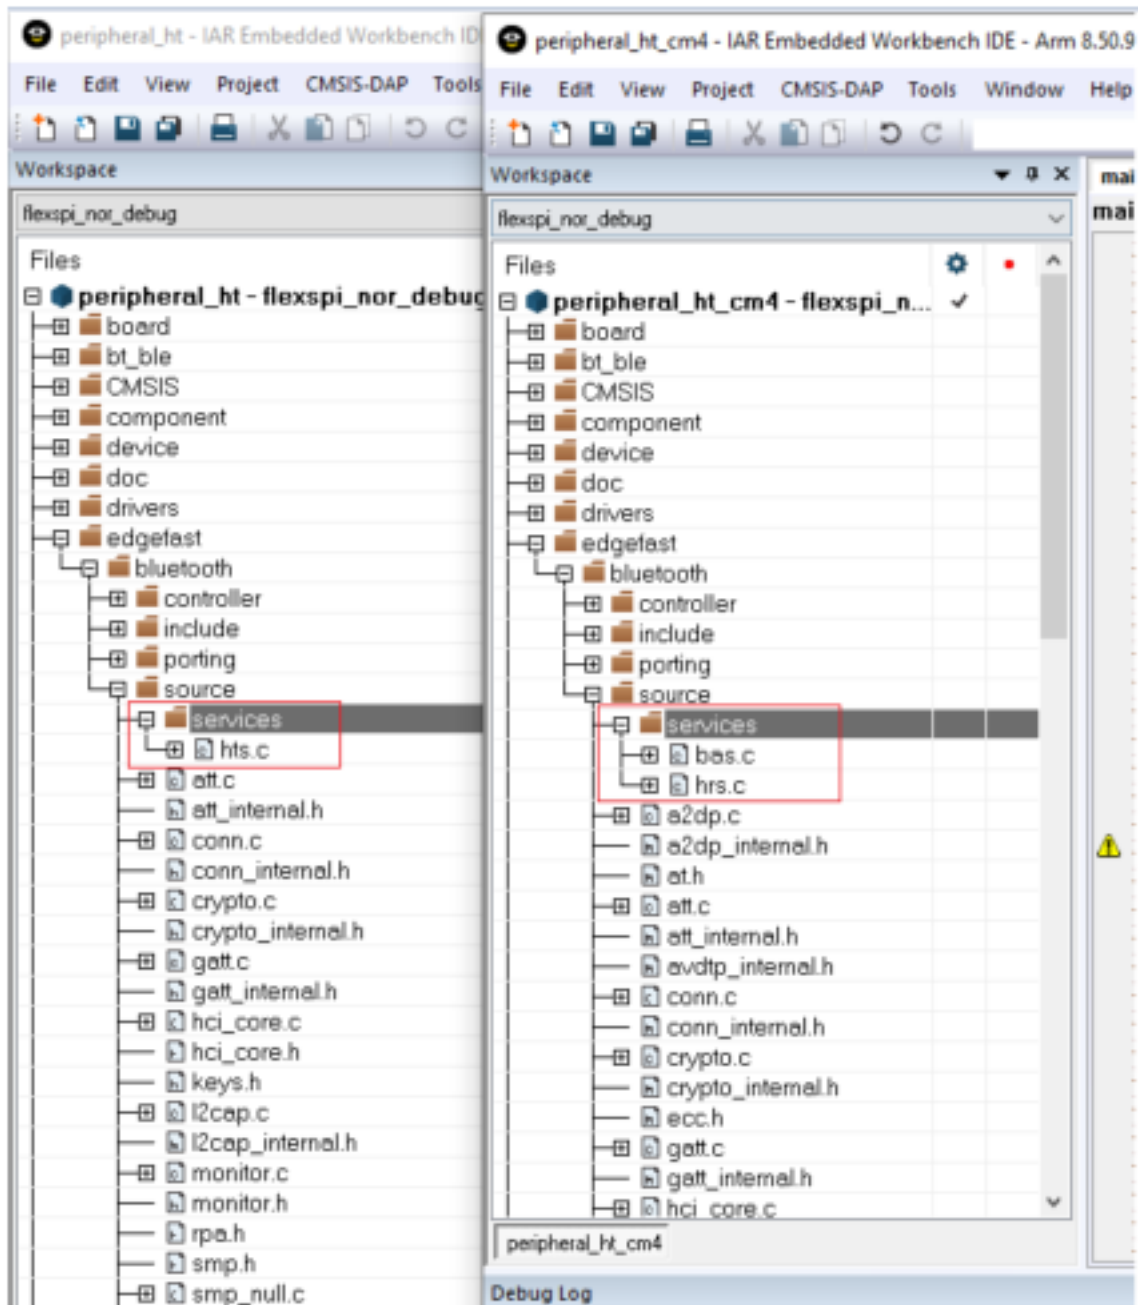 peripheral_ht - IAR Embedded Workbench ID
File Edit View Project CMSIS-DAP Tools
Workspace
flexspi_nor_debug
Files
peripheral_ht - flexspi_nor_debug
board
bt_ble
CMSIS
component
device
doc
drivers
edgefast
bluetooth
controller
include
porting
source
services
hts.c
att.c
att_internal.h
conn.c
conn_internal.h
crypto.c
crypto_internal.h
gatt.c
gatt_internal.h
hci_core.c
hci_core.h
keys.h
l2cap.c
l2cap_internal.h
monitor.c
monitor.h
rpa.h
smp.h
smp_null.c
peripheral_ht_cm4 - IAR Embedded Workbench IDE - Arm 8.50.9
File Edit View Project CMSIS-DAP Tools Window Help
Workspace
flexspi_nor_debug
Files
peripheral_ht_cm4 - flexspi_n...
board
bt_ble
CMSIS
component
device
doc
drivers
edgefast
bluetooth
controller
include
porting
source
services
bas.c
hrs.c
a2dp.c
a2dp_internal.h
at.h
att.c
att_internal.h
avdtp_internal.h
conn.c
conn_internal.h
crypto.c
crypto_internal.h
ecc.h
gatt.c
gatt_internal.h
hci_core.c
peripheral_ht_cm4
Debug Log
mai
mai